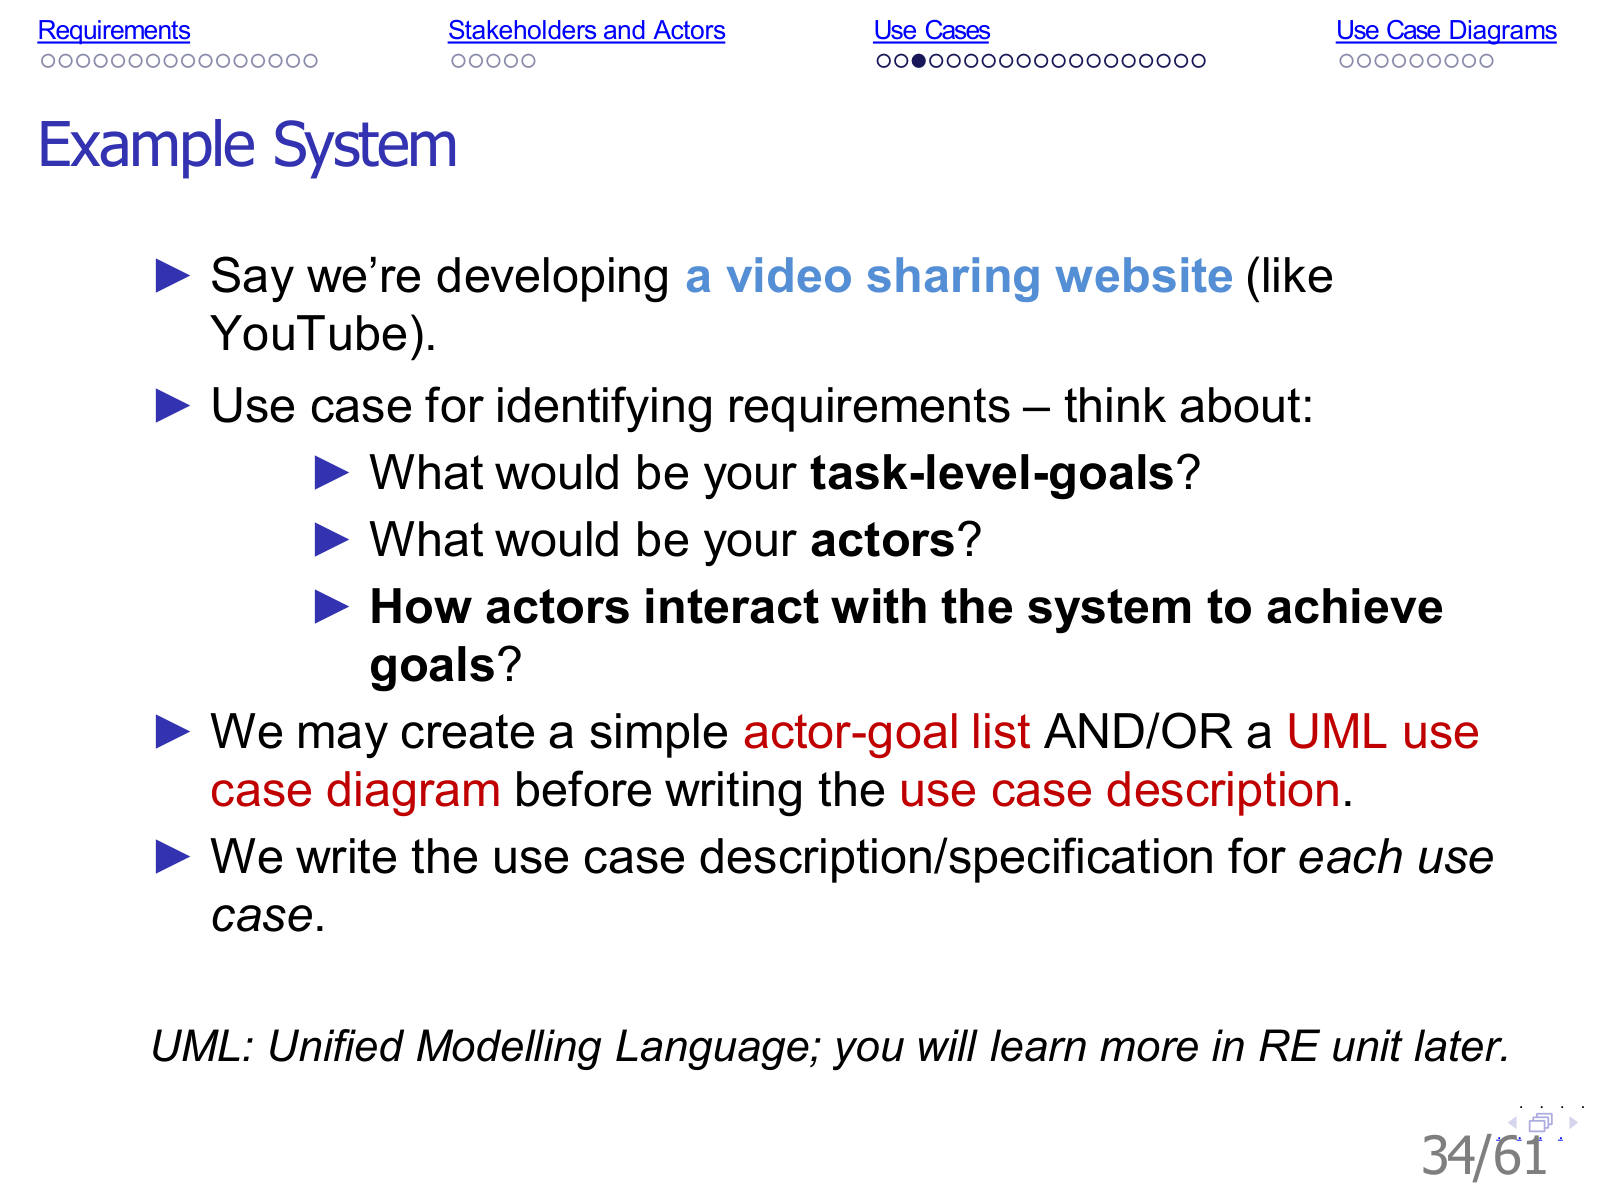 Requirements
Stakeholders and Actors
Use Cases
Use Case Diagrams
Example System
► Say we’re developing a video sharing website (like
YouTube).
► Use case for identifying requirements – think about:
► What would be your task-level-goals?
► What would be your actors?
► How actors interact with the system to achieve
goals?
► We may create a simple actor-goal list AND/OR a UML use
case diagram before writing the use case description.
► We write the use case description/specification for each use
case.
UML: Unified Modelling Language; you will learn more in RE unit later.
34/61